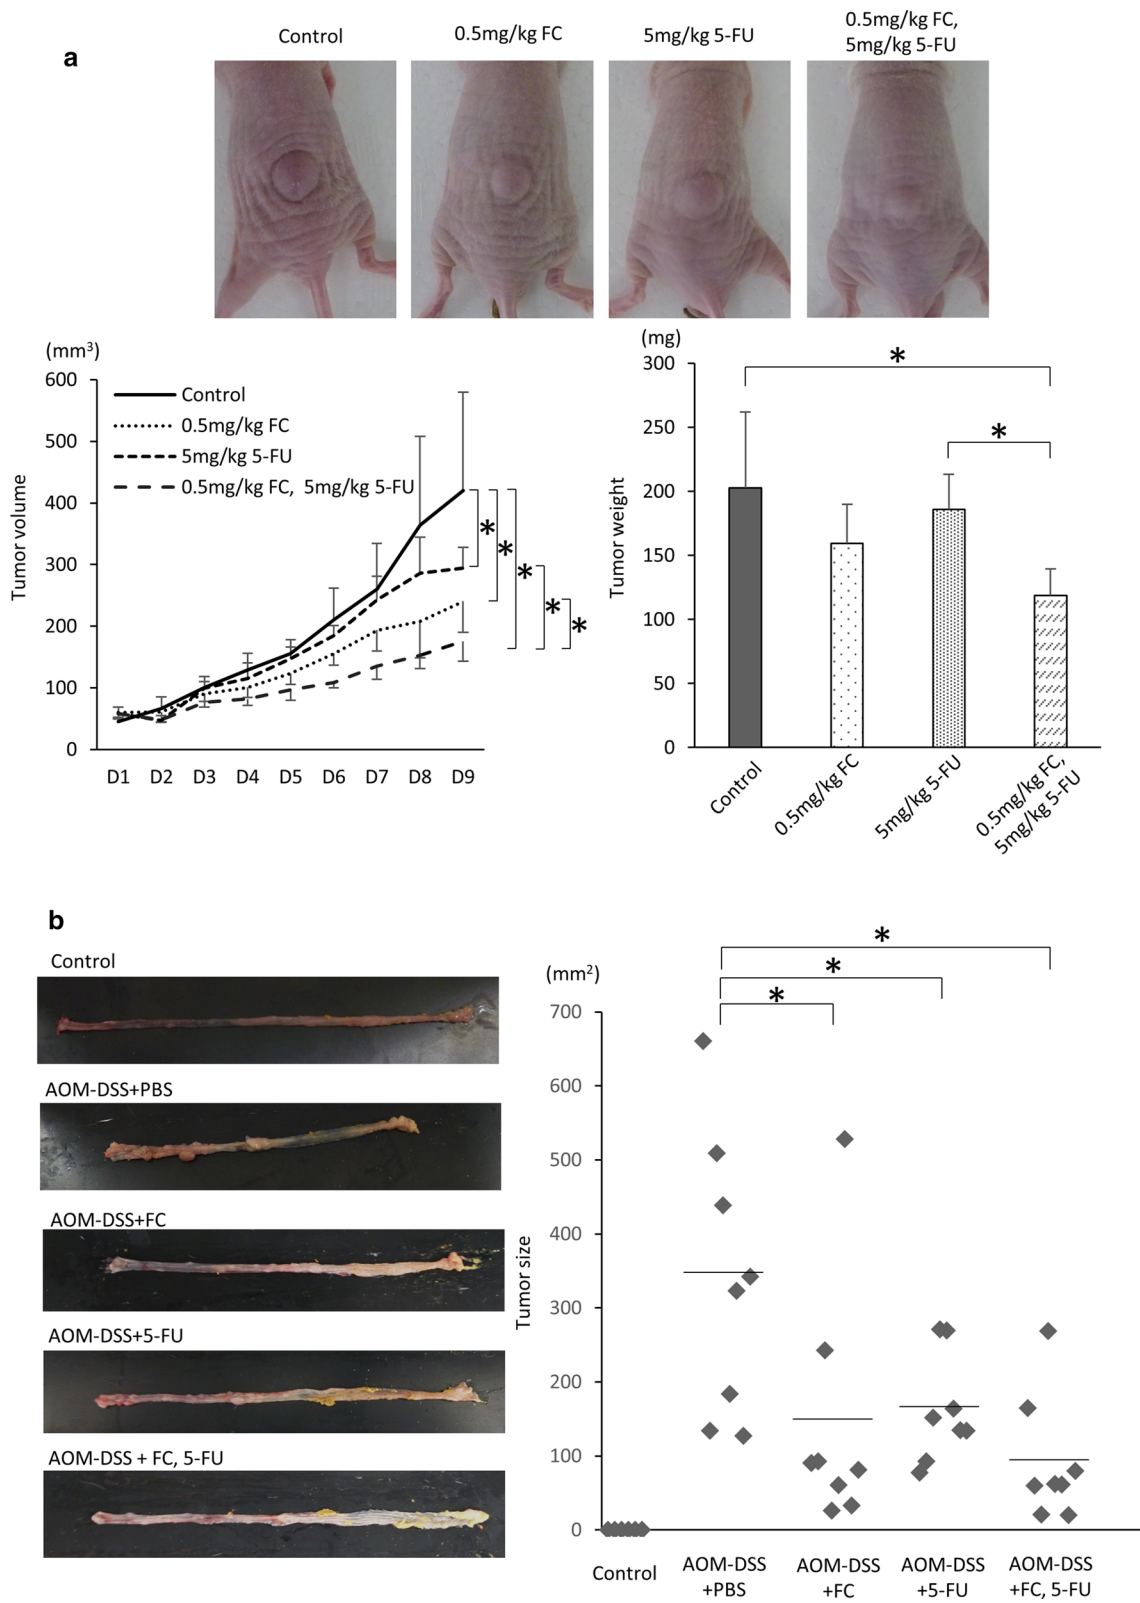 a
Control
0.5mg/kg FC
5mg/kg 5-FU
0.5mg/kg FC,
5mg/kg 5-FU
(mm³)
600
500
400
300
200
100
0
Tumor volume
Control
0.5mg/kg FC
5mg/kg 5-FU
0.5mg/kg FC, 5mg/kg 5-FU
*
*
*
*
*
D1 D2 D3 D4 D5 D6 D7 D8 D9
(mg)
300
250
200
150
100
50
0
Tumor weight
*
*
Control
0.5mg/kg FC
5mg/kg 5-FU
0.5mg/kg FC,
5mg/kg 5-FU
b
Control
AOM-DSS+PBS
AOM-DSS+FC
AOM-DSS+5-FU
AOM-DSS + FC, 5-FU
(mm²)
700
600
500
400
300
200
100
0
Tumor size
*
*
*
Control
AOM-DSS
+PBS
AOM-DSS
+FC
AOM-DSS
+5-FU
AOM-DSS
+FC, 5-FU